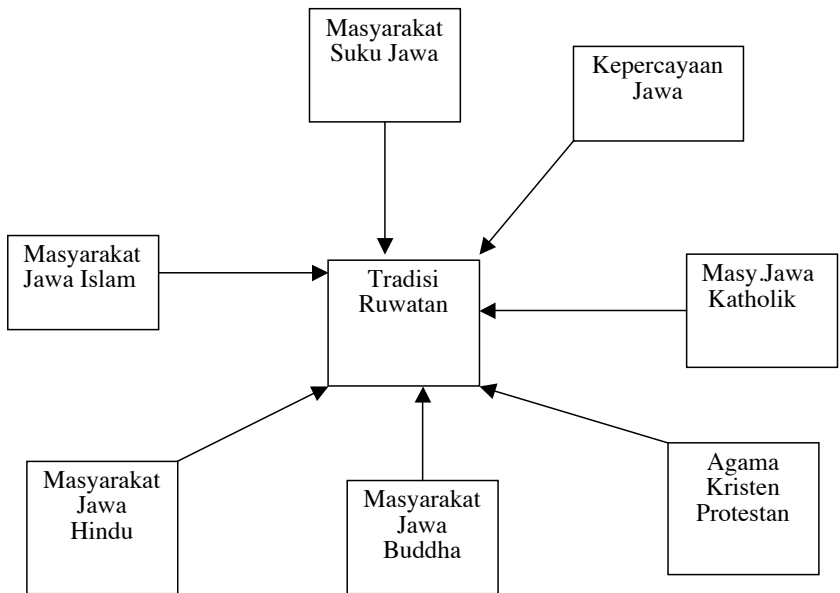 Masyarakat
Suku Jawa
Kepercayaan
Jawa
Masyarakat
Jawa Islam
Tradisi
Ruwatan
Masy.Jawa
Katholik
Masyarakat
Jawa
Hindu
Masyarakat
Jawa
Buddha
Agama
Kristen
Protestan